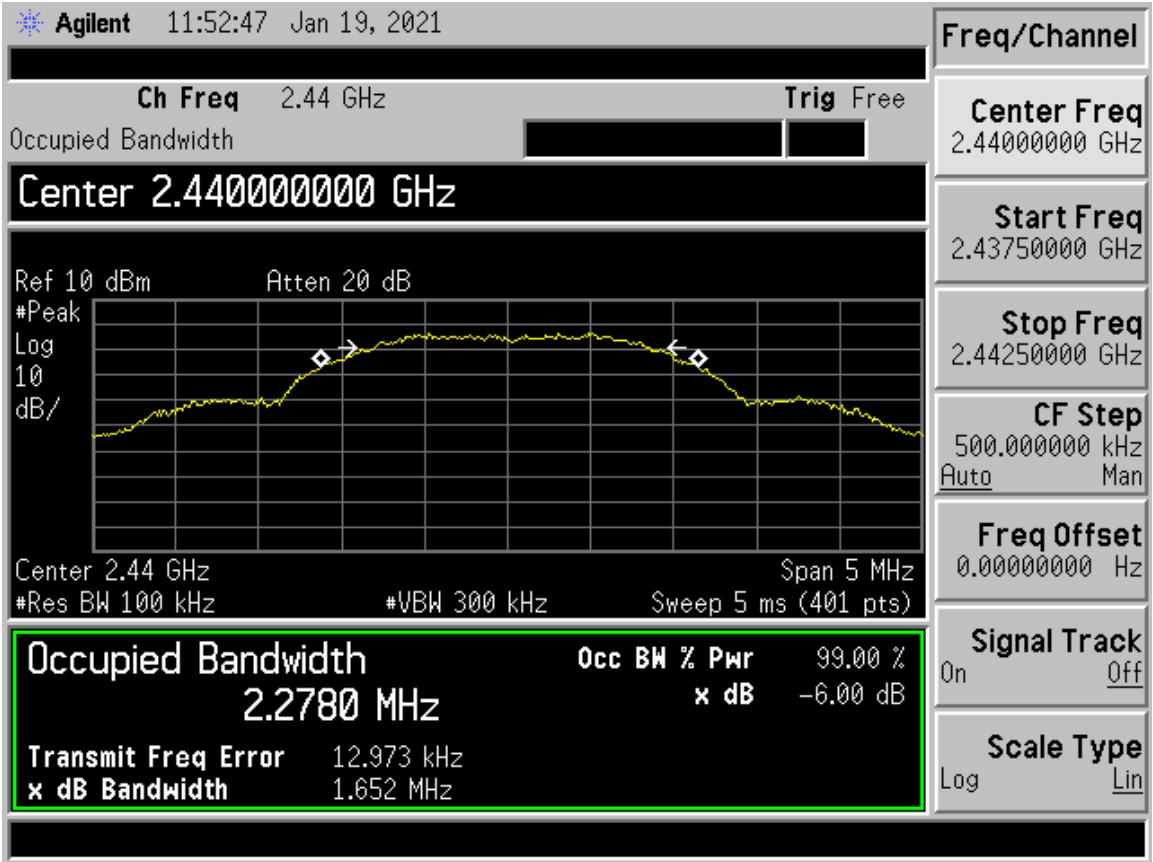 Agilent 11:52:47 Jan 19, 2021
Freq/Channel
Ch Freq 2.44 GHz Trig Free
Occupied Bandwidth
Center 2.440000000 GHz
Ref 10 dBm Atten 20 dB
#Peak
Log
10
dB/
Center 2.44 GHz Span 5 MHz
#Res BW 100 kHz #VBW 300 kHz Sweep 5 ms (401 pts)
Occupied Bandwidth Occ BW % Pwr 99.00 %
2.2780 MHz x dB -6.00 dB
Transmit Freq Error 12.973 kHz
x dB Bandwidth 1.652 MHz
Center Freq
2.44000000 GHz
Start Freq
2.43750000 GHz
Stop Freq
2.44250000 GHz
CF Step
500.000000 kHz
Auto Man
Freq Offset
0.00000000 Hz
Signal Track
On Off
Scale Type
Log Lin